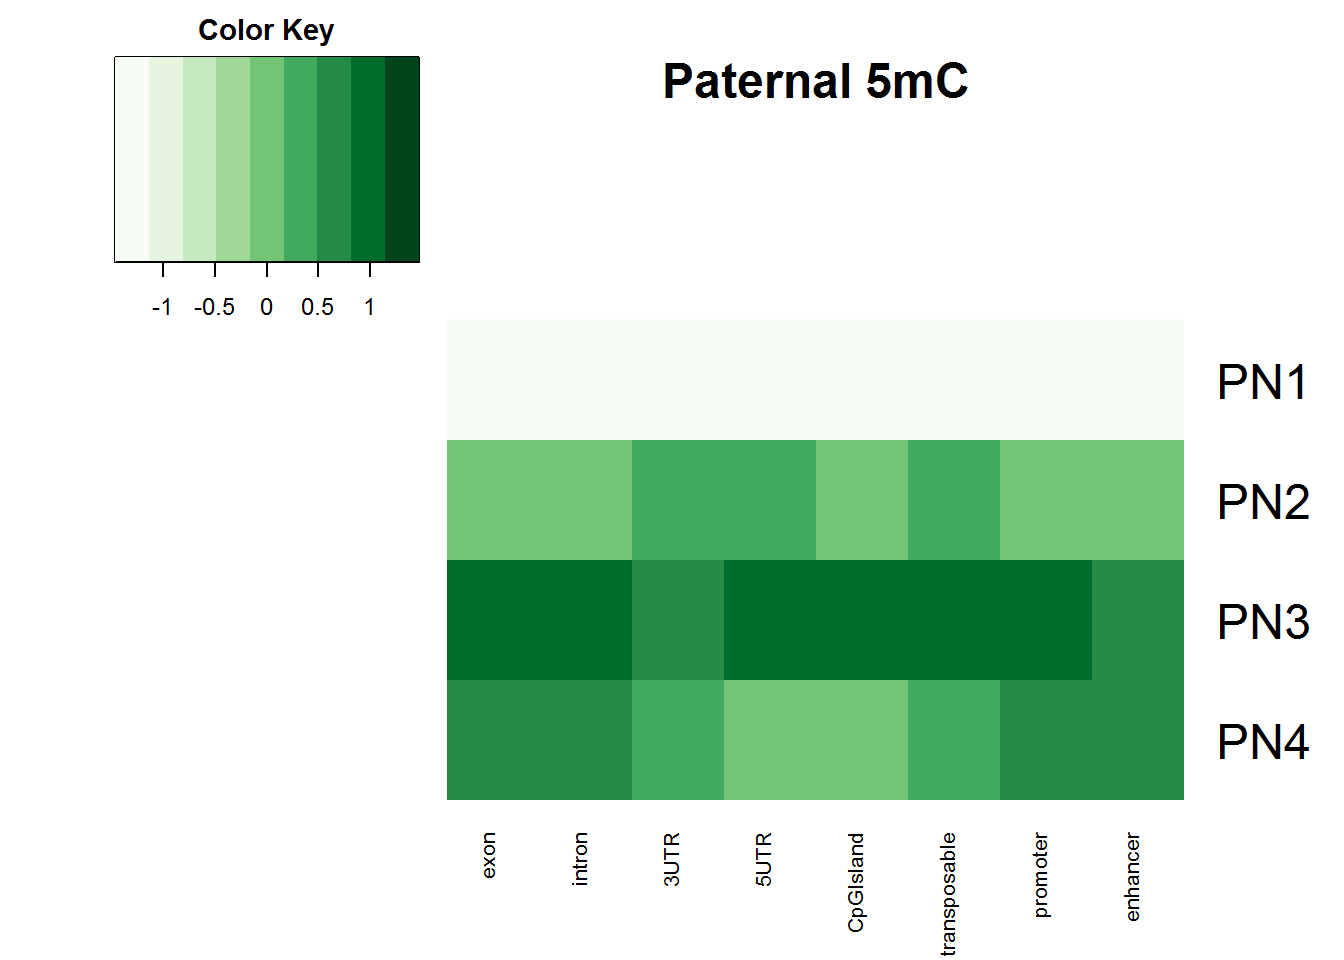 Color Key
Paternal 5mC
-1 -0.5 0 0.5 1
PN1
PN2
PN3
PN4
exon
intron
3UTR
5UTR
CpGIsland
transposable
promoter
enhancer